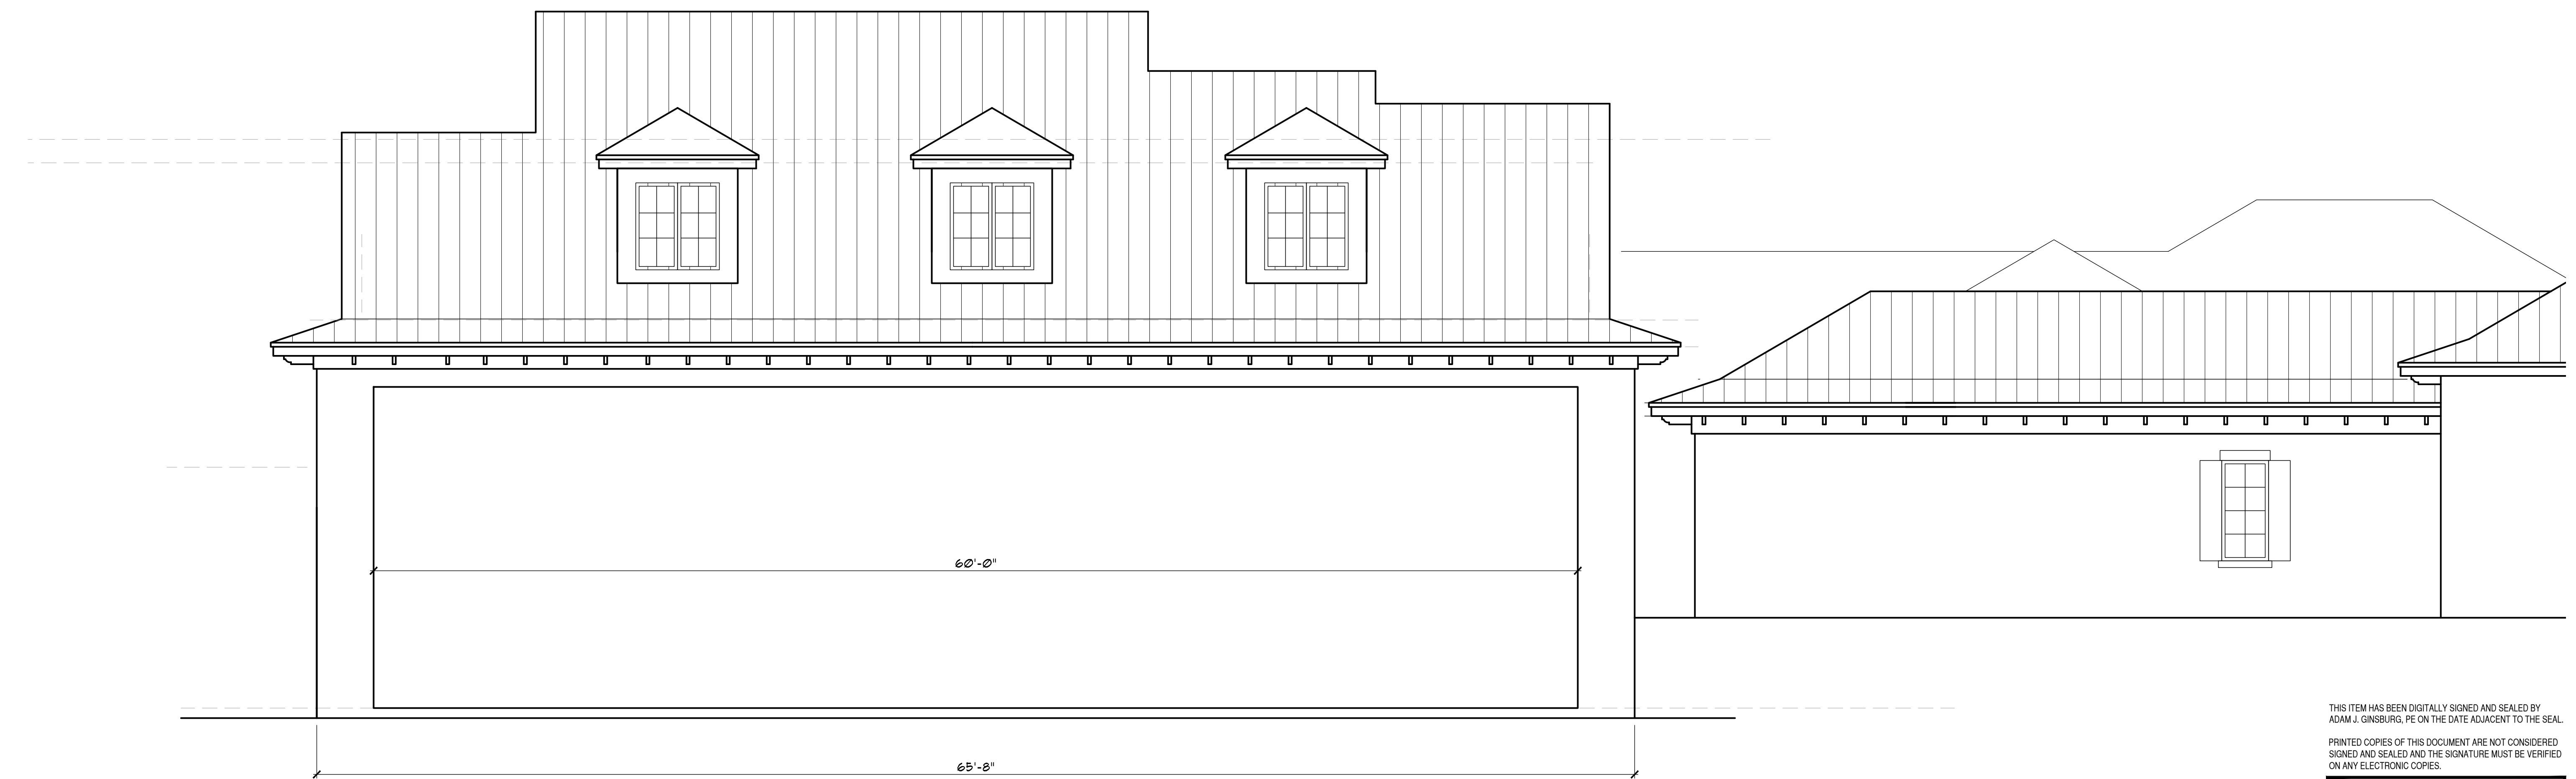 60'-0"
65'-8"
THIS ITEM HAS BEEN DIGITALLY SIGNED AND SEALED BY
ADAM J. GINSBURG, PE ON THE DATE ADJACENT TO THE SEAL.
PRINTED COPIES OF THIS DOCUMENT ARE NOT CONSIDERED
SIGNED AND SEALED AND THE SIGNATURE MUST BE VERIFIED
ON ANY ELECTRONIC COPIES.